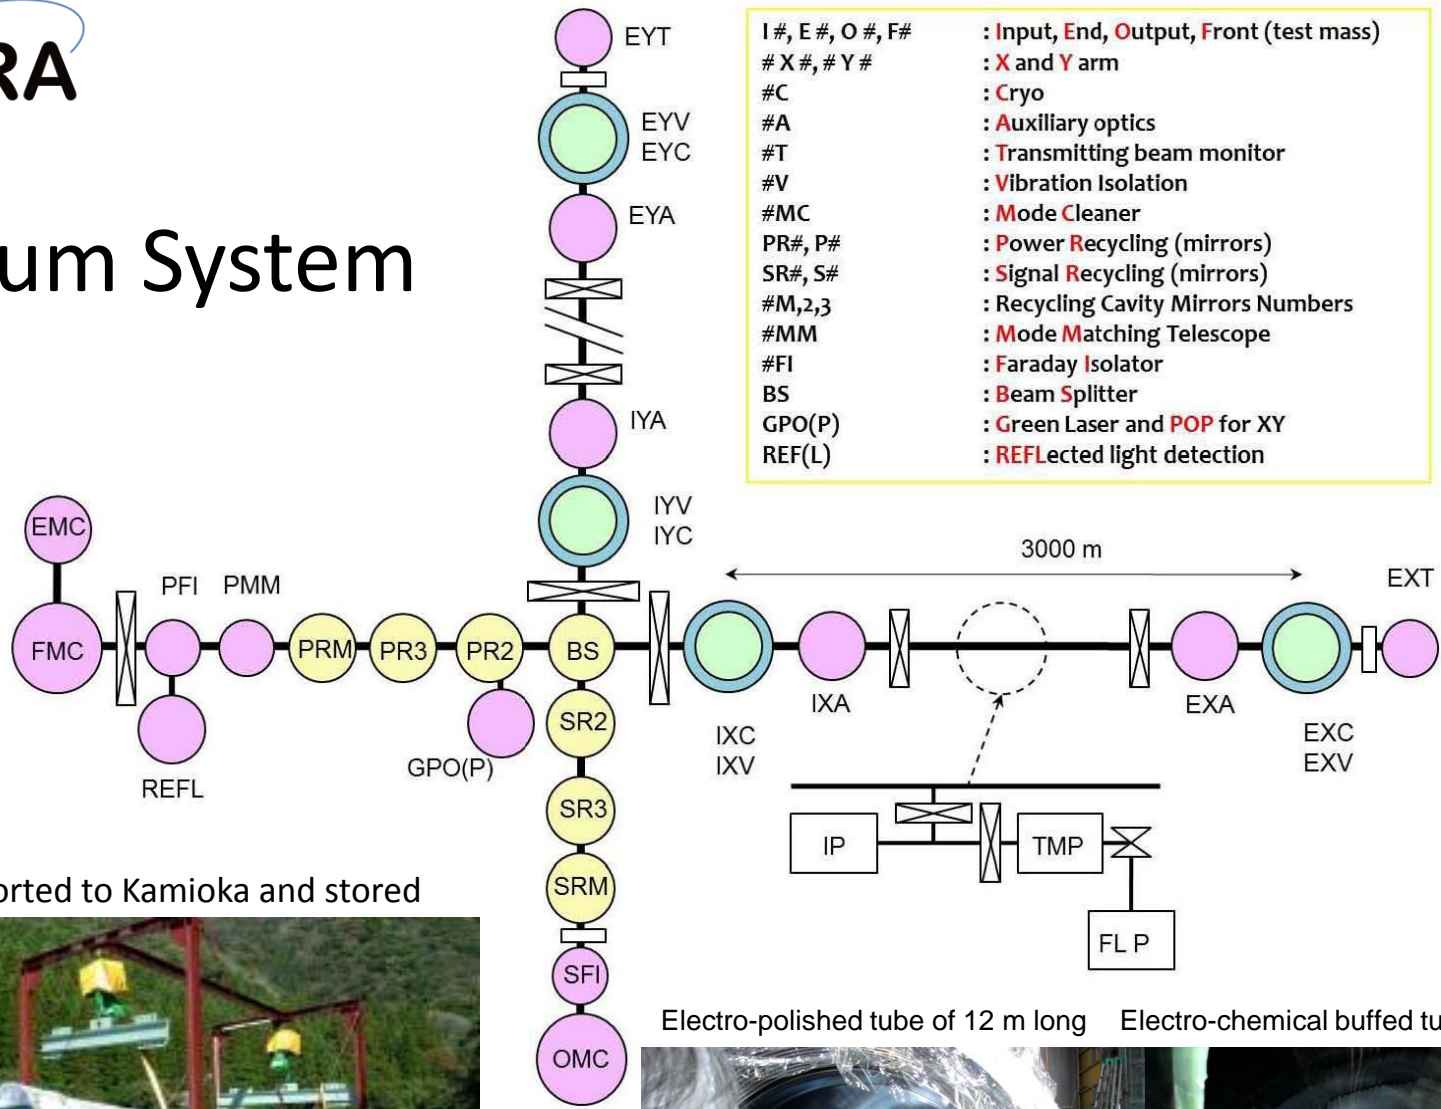 RA
um System
I #, E #, O #, F# : Input, End, Output, Front (test mass)
# X #, # Y # : X and Y arm
#C : Cryo
#A : Auxiliary optics
#T : Transmitting beam monitor
#V : Vibration Isolation
#MC : Mode Cleaner
PR#, P# : Power Recycling (mirrors)
SR#, S# : Signal Recycling (mirrors)
#M,2,3 : Recycling Cavity Mirrors Numbers
#MM : Mode Matching Telescope
#FI : Faraday Isolator
BS : Beam Splitter
GPO(P) : Green Laser and POP for XY
REF(L) : REFLected light detection
EYT
EYV
EYC
EYA
IYA
IYV
IYC
EMC
FMC
PFI
PMM
REFL
PRM
PR3
PR2
GPO(P)
BS
SR2
SR3
SRM
SFI
OMC
3000 m
IXC
IXV
IXA
EXA
EXC
EXV
EXT
IP
TMP
FL P
orted to Kamioka and stored
Electro-polished tube of 12 m long
Electro-chemical buffed tu